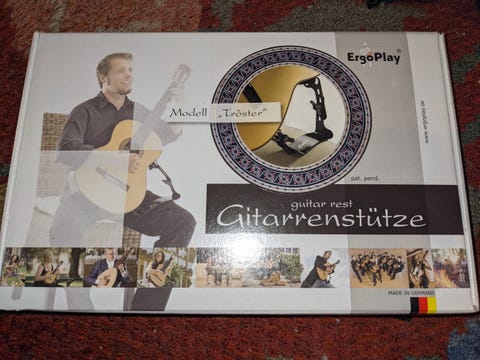 ErgoPlay®
Modell „Tröster"
www.ergoplay.de
pat. pend.
guitar rest
Gitarrenstütze
MADE IN GERMANY